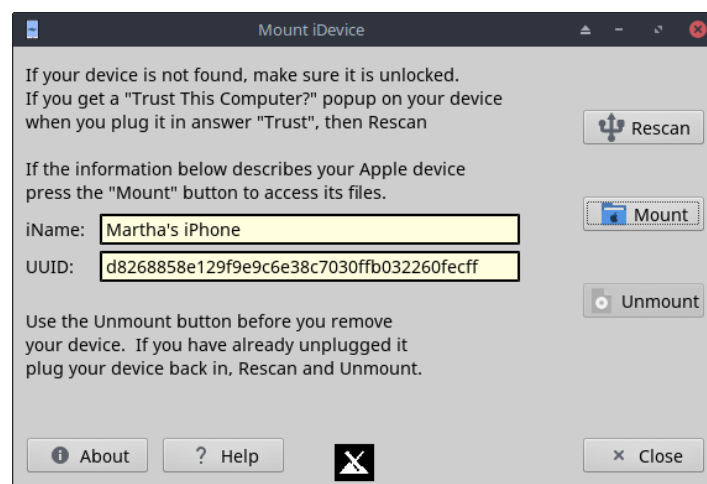 Mount iDevice
If your device is not found, make sure it is unlocked.
If you get a "Trust This Computer?" popup on your device
when you plug it in answer "Trust", then Rescan
Rescan
If the information below describes your Apple device
press the "Mount" button to access its files.
Mount
iName: Martha's iPhone
UUID: d8268858e129f9e9c6e38c7030ffb032260fecff
Unmount
Use the Unmount button before you remove
your device. If you have already unplugged it
plug your device back in, Rescan and Unmount.
About
? Help
Close